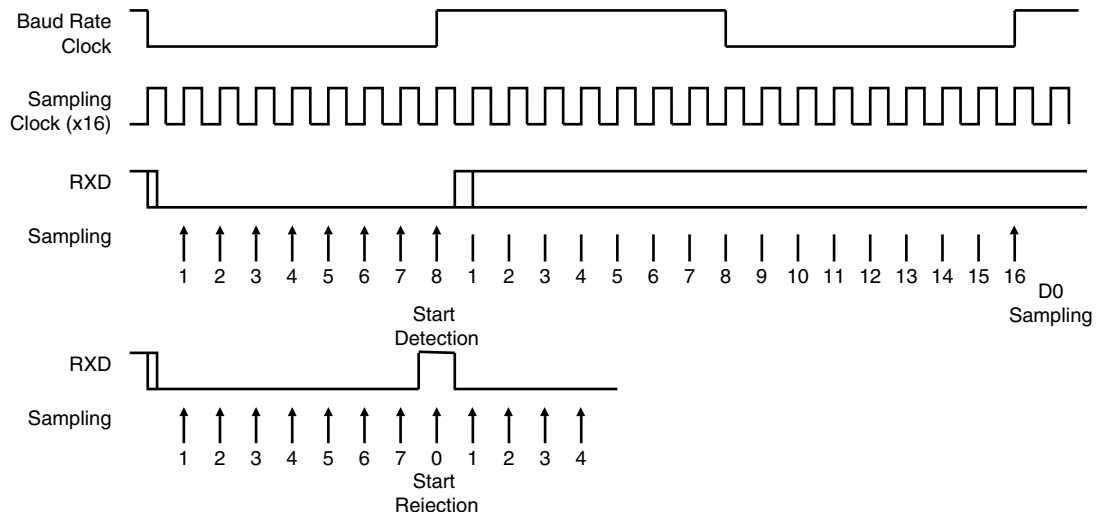 Baud Rate
Clock
Sampling
Clock (x16)
RXD
Sampling
1 2 3 4 5 6 7 8 1 2 3 4 5 6 7 8 9 10 11 12 13 14 15 16
D0
Sampling
Start
Detection
RXD
Sampling
1 2 3 4 5 6 7 0 1 2 3 4
Start
Rejection